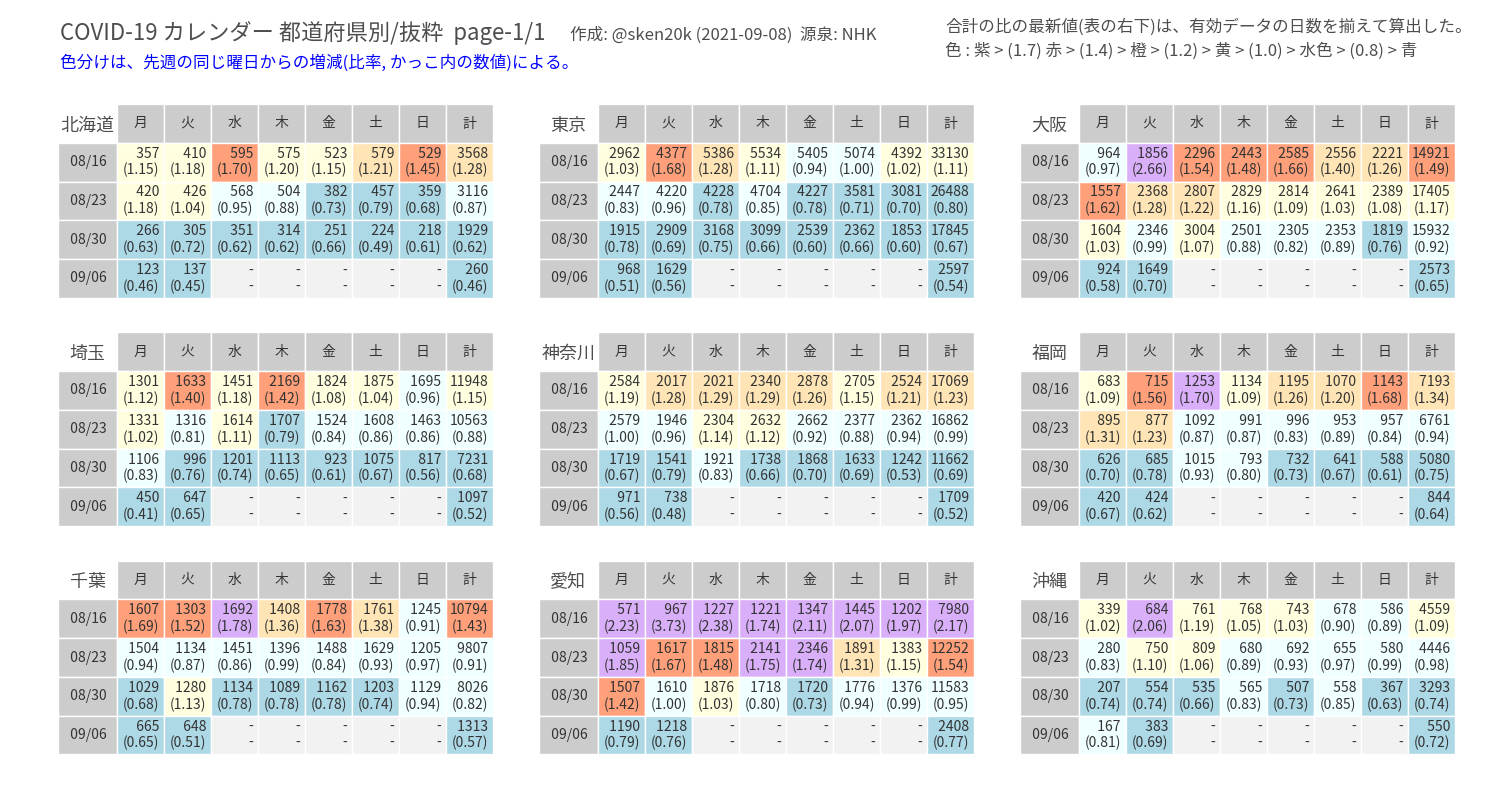 COVID-19 カレンダー 都道府県別/抜粋 page-1/1 作成: @sken20k (2021-09-08) 源泉: NHK
色分けは、先週の同じ曜日からの増減(比率, かっこ内の数値)による。
合計の比の最新値(表の右下)は、有効データの日数を揃えて算出した。
色 : 紫 > (1.7) 赤 > (1.4) > 橙 > (1.2) > 黄 > (1.0) > 水色 > (0.8) > 青
北海道 月 火 水 木 金 土 日 計
08/16 357 410 595 575 523 579 529 3568
(1.15) (1.18) (1.70) (1.20) (1.15) (1.21) (1.45) (1.28)
08/23 420 426 568 504 382 457 359 3116
(1.18) (1.04) (0.95) (0.88) (0.73) (0.79) (0.68) (0.87)
08/30 266 305 351 314 251 224 218 1929
(0.63) (0.72) (0.62) (0.62) (0.66) (0.49) (0.61) (0.62)
09/06 123 137 - - - - - 260
(0.46) (0.45) - - - - - (0.46)
東京 月 火 水 木 金 土 日 計
08/16 2962 4377 5386 5534 5405 5074 4392 33130
(1.03) (1.68) (1.28) (1.11) (0.94) (1.00) (1.02) (1.11)
08/23 2447 4220 4228 4704 4227 3581 3081 26488
(0.83) (0.96) (0.78) (0.85) (0.78) (0.71) (0.70) (0.80)
08/30 1915 2909 3168 3099 2539 2362 1853 17845
(0.78) (0.69) (0.75) (0.66) (0.60) (0.66) (0.60) (0.67)
09/06 968 1629 - - - - - 2597
(0.51) (0.56) - - - - - (0.54)
大阪 月 火 水 木 金 土 日 計
08/16 964 1856 2296 2443 2585 2556 2221 14921
(0.97) (2.66) (1.54) (1.48) (1.66) (1.40) (1.26) (1.49)
08/23 1557 2368 2807 2829 2814 2641 2389 17405
(1.62) (1.28) (1.22) (1.16) (1.09) (1.03) (1.08) (1.17)
08/30 1604 2346 3004 2501 2305 2353 1819 15932
(1.03) (0.99) (1.07) (0.88) (0.82) (0.89) (0.76) (0.92)
09/06 924 1649 - - - - - 2573
(0.58) (0.70) - - - - - (0.65)
埼玉 月 火 水 木 金 土 日 計
08/16 1301 1633 1451 2169 1824 1875 1695 11948
(1.12) (1.40) (1.18) (1.42) (1.08) (1.04) (0.96) (1.15)
08/23 1331 1316 1614 1707 1524 1608 1463 10563
(1.02) (0.81) (1.11) (0.79) (0.84) (0.86) (0.86) (0.88)
08/30 1106 996 1201 1113 923 1075 817 7231
(0.83) (0.76) (0.74) (0.65) (0.61) (0.67) (0.56) (0.68)
09/06 450 647 - - - - - 1097
(0.41) (0.65) - - - - - (0.52)
神奈川 月 火 水 木 金 土 日 計
08/16 2584 2017 2021 2340 2878 2705 2524 17069
(1.19) (1.28) (1.29) (1.29) (1.26) (1.15) (1.21) (1.23)
08/23 2579 1946 2304 2632 2662 2377 2362 16862
(1.00) (0.96) (1.14) (1.12) (0.92) (0.88) (0.94) (0.99)
08/30 1719 1541 1921 1738 1868 1633 1242 11662
(0.67) (0.79) (0.83) (0.66) (0.70) (0.69) (0.53) (0.69)
09/06 971 738 - - - - - 1709
(0.56) (0.48) - - - - - (0.52)
福岡 月 火 水 木 金 土 日 計
08/16 683 715 1253 1134 1195 1070 1143 7193
(1.09) (1.56) (1.70) (1.09) (1.26) (1.20) (1.68) (1.34)
08/23 895 877 1092 991 996 953 957 6761
(1.31) (1.23) (0.87) (0.87) (0.83) (0.89) (0.84) (0.94)
08/30 626 685 1015 793 732 641 588 5080
(0.70) (0.78) (0.93) (0.80) (0.73) (0.67) (0.61) (0.75)
09/06 420 424 - - - - - 844
(0.67) (0.62) - - - - - (0.64)
千葉 月 火 水 木 金 土 日 計
08/16 1607 1303 1692 1408 1778 1761 1245 10794
(1.69) (1.52) (1.78) (1.36) (1.63) (1.38) (0.91) (1.43)
08/23 1504 1134 1451 1396 1488 1629 1205 9807
(0.94) (0.87) (0.86) (0.99) (0.84) (0.93) (0.97) (0.91)
08/30 1029 1280 1134 1089 1162 1203 1129 8026
(0.68) (1.13) (0.78) (0.78) (0.78) (0.74) (0.94) (0.82)
09/06 665 648 - - - - - 1313
(0.65) (0.51) - - - - - (0.57)
愛知 月 火 水 木 金 土 日 計
08/16 571 967 1227 1221 1347 1445 1202 7980
(2.23) (3.73) (2.38) (1.74) (2.11) (2.07) (1.97) (2.17)
08/23 1059 1617 1815 2141 2346 1891 1383 12252
(1.85) (1.67) (1.48) (1.75) (1.74) (1.31) (1.15) (1.54)
08/30 1507 1610 1876 1718 1720 1776 1376 11583
(1.42) (1.00) (1.03) (0.80) (0.73) (0.94) (0.99) (0.95)
09/06 1190 1218 - - - - - 2408
(0.79) (0.76) - - - - - (0.77)
沖縄 月 火 水 木 金 土 日 計
08/16 339 684 761 768 743 678 586 4559
(1.02) (2.06) (1.19) (1.05) (1.03) (0.90) (0.89) (1.09)
08/23 280 750 809 680 692 655 580 4446
(0.83) (1.10) (1.06) (0.89) (0.93) (0.97) (0.99) (0.98)
08/30 207 554 535 565 507 558 367 3293
(0.74) (0.74) (0.66) (0.83) (0.73) (0.85) (0.63) (0.74)
09/06 167 383 - - - - - 550
(0.81) (0.69) - - - - - (0.72)